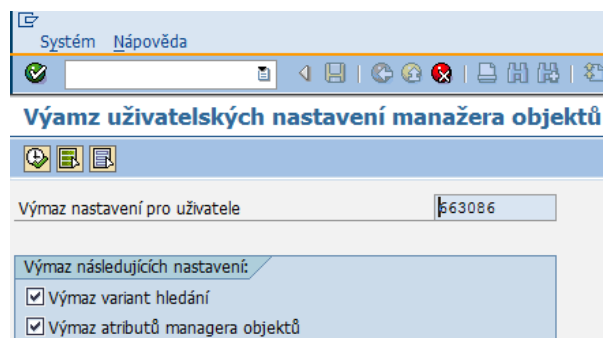 Systém Nápověda
Výamz uživatelských nastavení manažera objektů
Výmaz nastavení pro uživatele 663086
Výmaz následujících nastavení:
Výmaz variant hledání
Výmaz atributů managera objektů